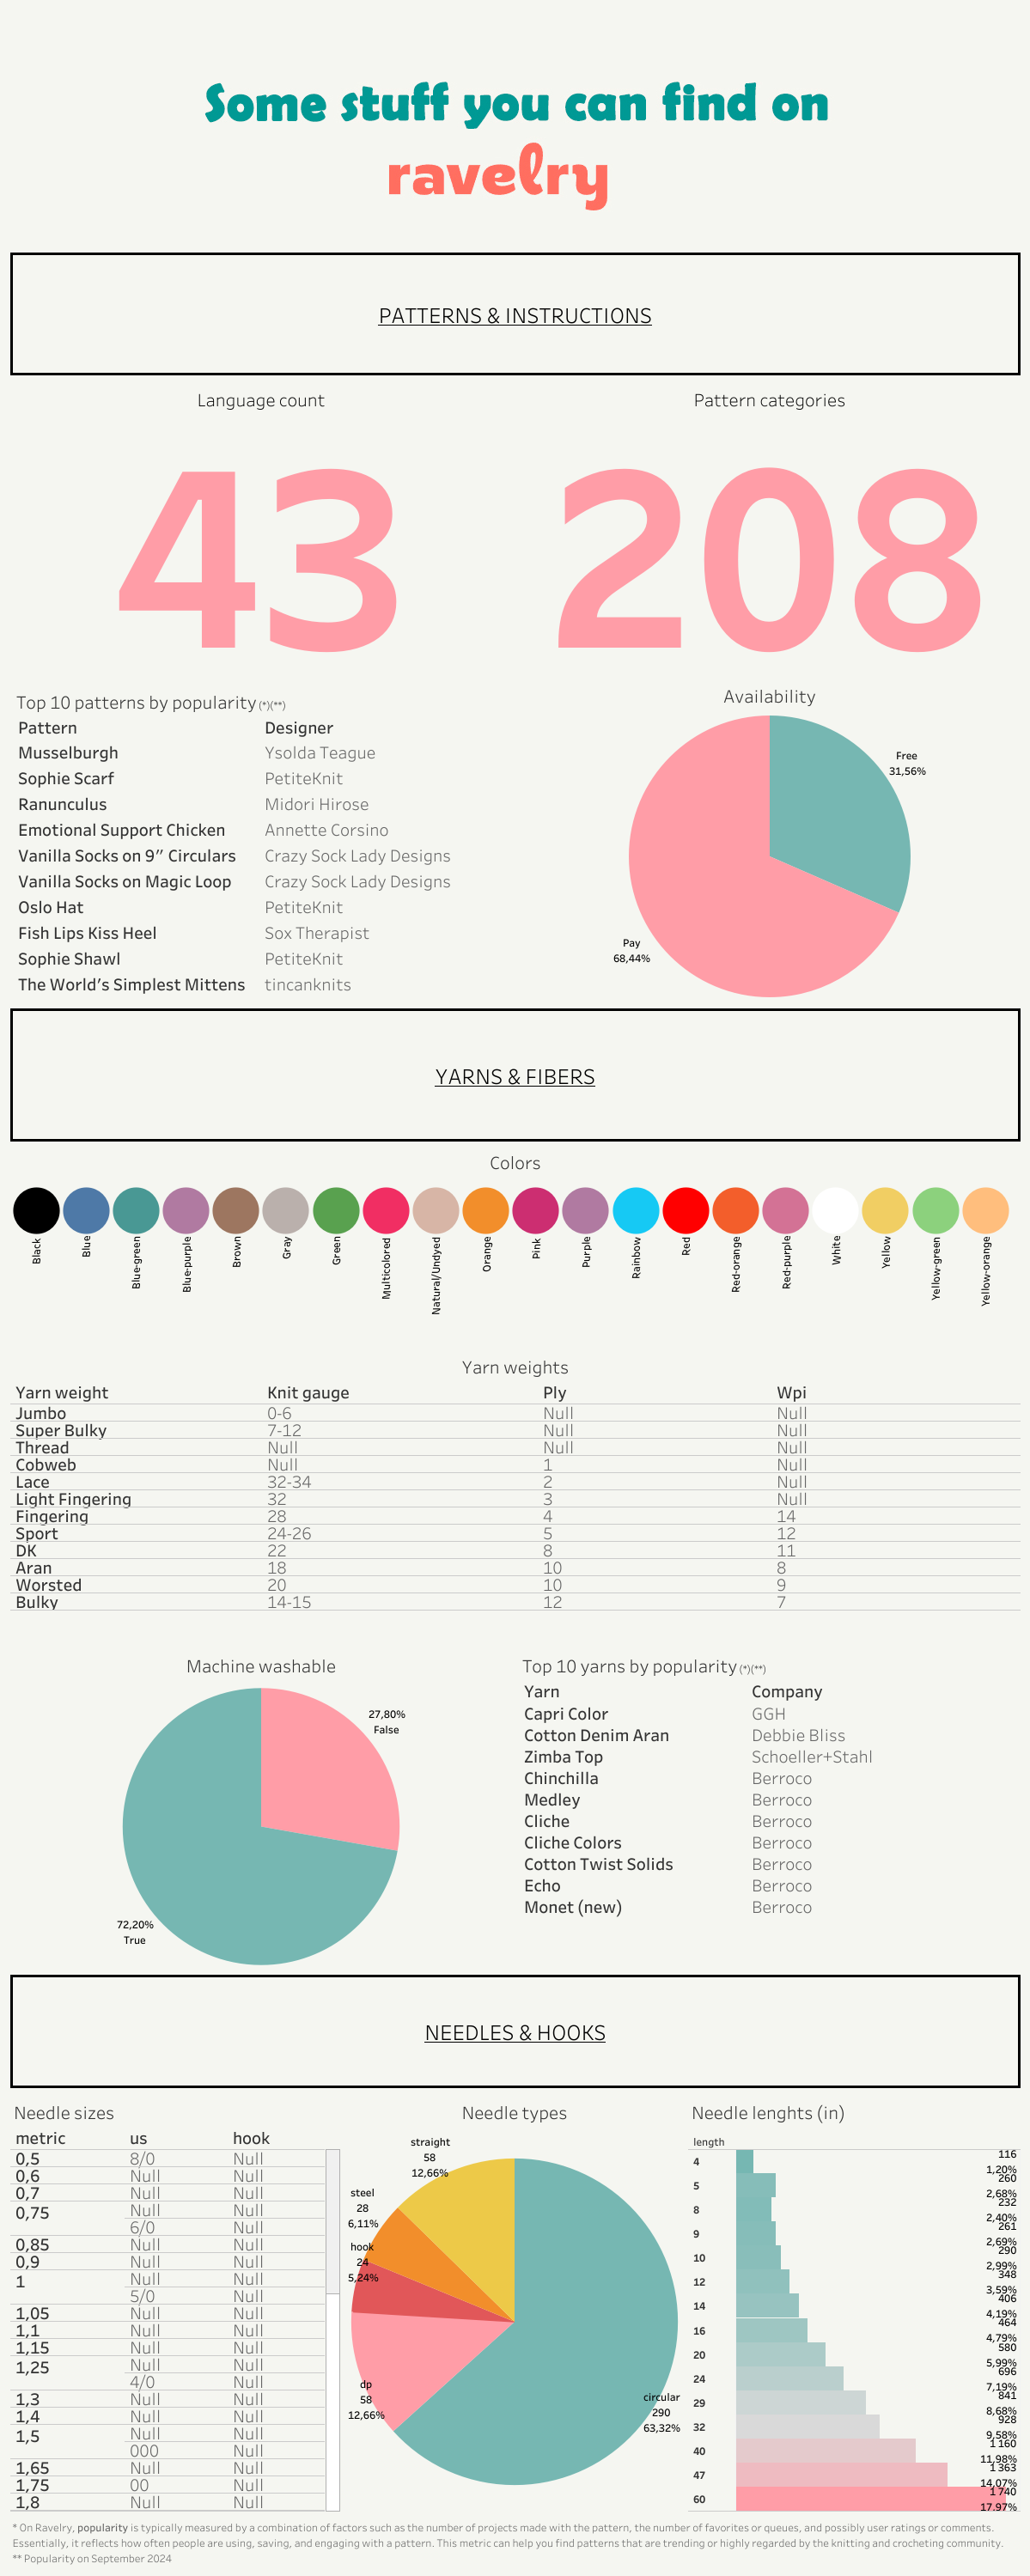 Some stuff you can find on
ravelry
PATTERNS & INSTRUCTIONS
Language count
Pattern categories
43
208
Top 10 patterns by popularity (*)(**)
Pattern Designer
Musselburgh Ysolda Teague
Sophie Scarf PetiteKnit
Ranunculus Midori Hirose
Emotional Support Chicken Annette Corsino
Vanilla Socks on 9” Circulars Crazy Sock Lady Designs
Vanilla Socks on Magic Loop Crazy Sock Lady Designs
Oslo Hat PetiteKnit
Fish Lips Kiss Heel Sox Therapist
Sophie Shawl PetiteKnit
The World’s Simplest Mittens tincanknits
Availability
Free
31,56%
Pay
68,44%
YARNS & FIBERS
Colors
Black
Blue
Blue-green
Blue-purple
Brown
Gray
Green
Multicolored
Natural/Undyed
Orange
Pink
Purple
Rainbow
Red
Red-orange
Red-purple
White
Yellow
Yellow-green
Yellow-orange
Yarn weights
Yarn weight Knit gauge Ply Wpi
Jumbo 0-6 Null Null
Super Bulky 7-12 Null Null
Thread Null Null Null
Cobweb Null 1 Null
Lace 32-34 2 Null
Light Fingering 32 3 Null
Fingering 28 4 14
Sport 24-26 5 12
DK 22 8 11
Aran 18 10 8
Worsted 20 10 9
Bulky 14-15 12 7
Machine washable
27,80%
False
72,20%
True
Top 10 yarns by popularity (*)(**)
Yarn Company
Capri Color GGH
Cotton Denim Aran Debbie Bliss
Zimba Top Schoeller+Stahl
Chinchilla Berroco
Medley Berroco
Cliche Berroco
Cliche Colors Berroco
Cotton Twist Solids Berroco
Echo Berroco
Monet (new) Berroco
NEEDLES & HOOKS
Needle sizes
metric us hook
0,5 8/0 Null
0,6 Null Null
0,7 Null Null
0,75 Null Null
6/0 Null
0,85 Null Null
0,9 Null Null
1 Null Null
5/0 Null
1,05 Null Null
1,1 Null Null
1,15 Null Null
1,25 Null Null
4/0 Null
1,3 Null Null
1,4 Null Null
1,5 Null Null
000 Null
1,65 Null Null
1,75 00 Null
1,8 Null Null
Needle types
straight
58
12,66%
steel
28
6,11%
hook
24
5,24%
dp
58
12,66%
circular
290
63,32%
Needle lenghts (in)
length
4 116
1,20%
5 260
2,68%
8 232
2,40%
9 261
2,69%
10 290
2,99%
12 348
3,59%
14 406
4,19%
16 464
4,79%
20 580
5,99%
24 696
7,19%
29 841
8,68%
32 928
9,58%
40 1 160
11,98%
47 1 363
14,07%
60 1 740
17,97%
* On Ravelry, popularity is typically measured by a combination of factors such as the number of projects made with the pattern, the number of favorites or queues, and possibly user ratings or comments.
Essentially, it reflects how often people are using, saving, and engaging with a pattern. This metric can help you find patterns that are trending or highly regarded by the knitting and crocheting community.
** Popularity on September 2024